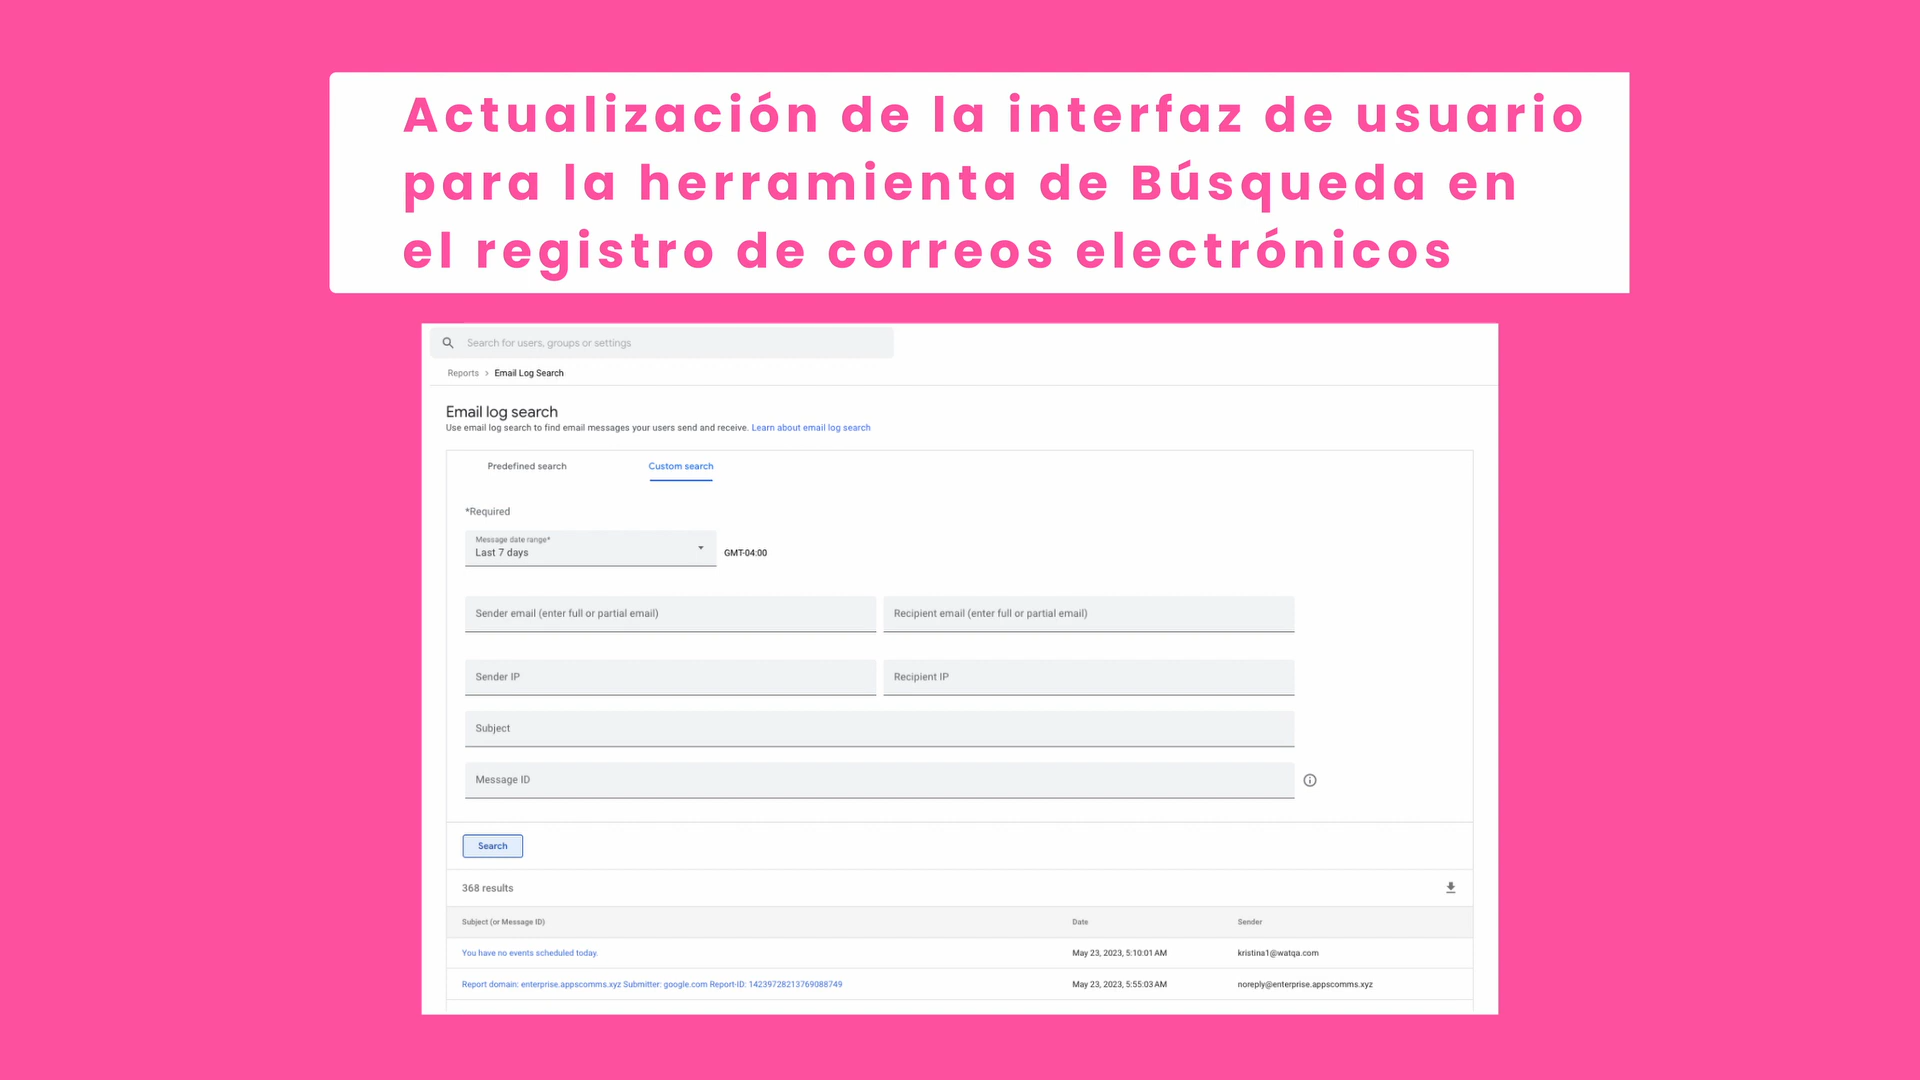 Actualización de la interfaz de usuario
para la herramienta de Búsqueda en
el registro de correos electrónicos
Search for users, groups or settings
Reports > Email Log Search
Email log search
Use email log search to find email messages your users send and receive. Learn about email log search
Predefined search Custom search
*Required
Message date range*
Last 7 days GMT-04:00
Sender email (enter full or partial email) Recipient email (enter full or partial email)
Sender IP Recipient IP
Subject
Message ID
Search
368 results
Subject (or Message ID) Date Sender
You have no events scheduled today. May 23, 2023, 5:10:01 AM kristina1@watqa.com
Report domain: enterprise.appscomms.xyz Submitter: google.com Report-ID: 14239728213769088749 May 23, 2023, 5:55:03 AM noreply@enterprise.appscomms.xyz